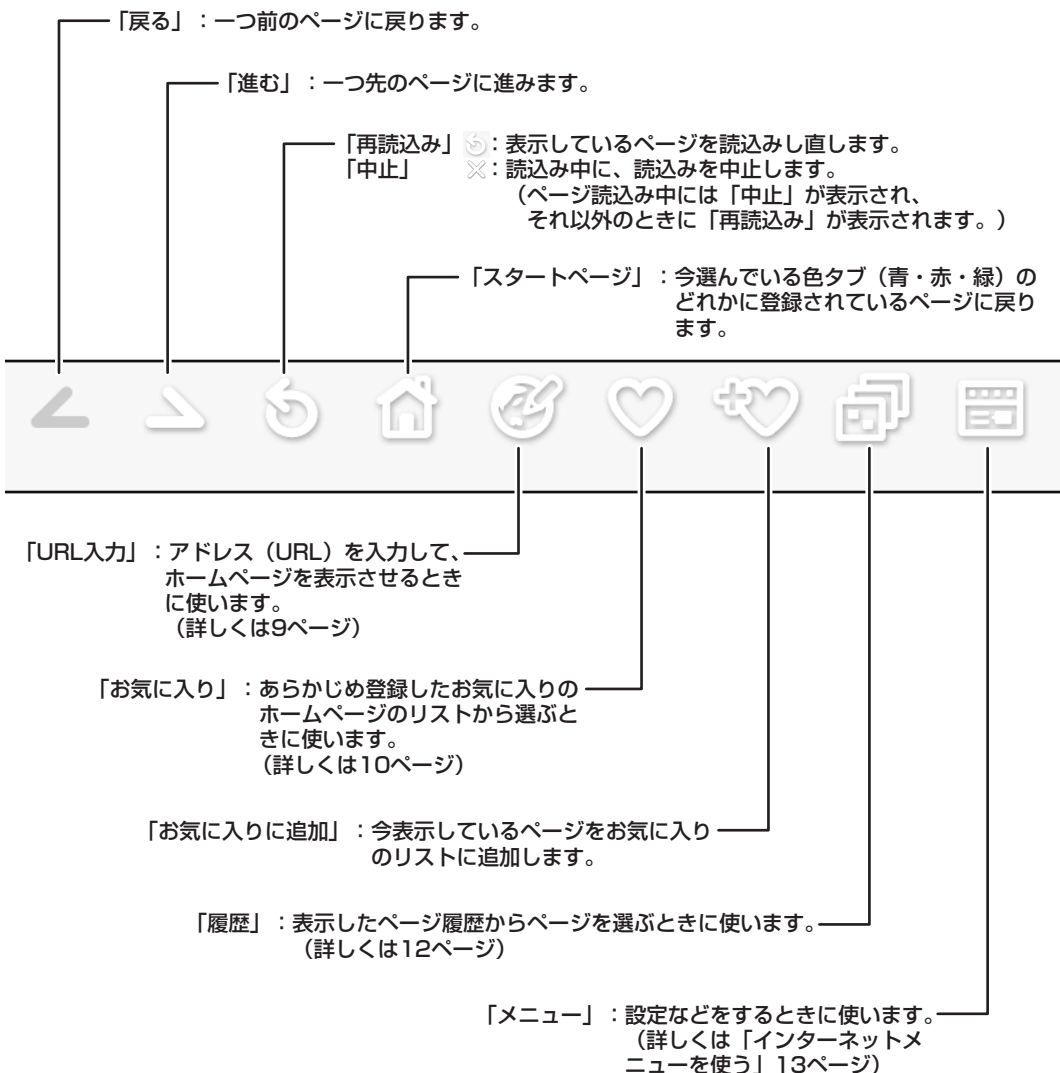 「戻る」：一つ前のページに戻ります。
「進む」：一つ先のページに進みます。
「再読込み」：表示しているページを読込みし直します。
「中止」：読込み中に、読込みを中止します。
（ページ読込み中には「中止」が表示され、
それ以外のときに「再読込み」が表示されます。）
「スタートページ」：今選んでいる色タブ（青・赤・緑）の
どれかに登録されているページに戻り
ます。
「URL入力」：アドレス（URL）を入力して、
ホームページを表示させるとき
に使います。
（詳しくは9ページ）
「お気に入り」：あらかじめ登録したお気に入りの
ホームページのリストから選ぶと
きに使います。
（詳しくは10ページ）
「お気に入りに追加」：今表示しているページをお気に入り
のリストに追加します。
「履歴」：表示したページ履歴からページを選ぶときに使います。
（詳しくは12ページ）
「メニュー」：設定などをするときに使います。
（詳しくは「インターネットメ
ニューを使う」13ページ）